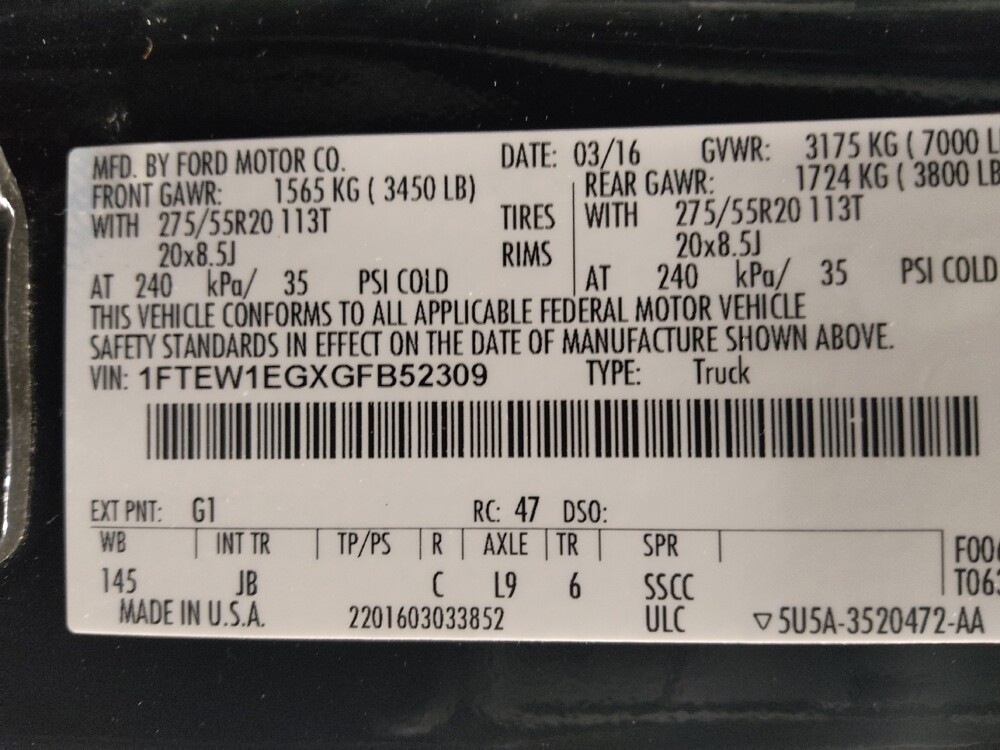 MFD. BY FORD MOTOR CO. DATE: 03/16 GVWR: 3175 KG ( 7000 L
FRONT GAWR: 1565 KG ( 3450 LB) REAR GAWR: 1724 KG ( 3800 LB
WITH 275/55R20 113T TIRES WITH 275/55R20 113T
20x8.5J RIMS 20x8.5J
AT 240 kPa/ 35 PSI COLD AT 240 kPa/ 35 PSI COLD
THIS VEHICLE CONFORMS TO ALL APPLICABLE FEDERAL MOTOR VEHICLE
SAFETY STANDARDS IN EFFECT ON THE DATE OF MANUFACTURE SHOWN ABOVE.
VIN: 1FTEW1EGXGFB52309 TYPE: Truck
EXT PNT: G1 RC: 47 DSO:
WB INT TR TP/PS R AXLE TR SPR F006
145 JB C L9 6 SSCC T063
MADE IN U.S.A. 2201603033852 ULC ▽5U5A-3520472-AA